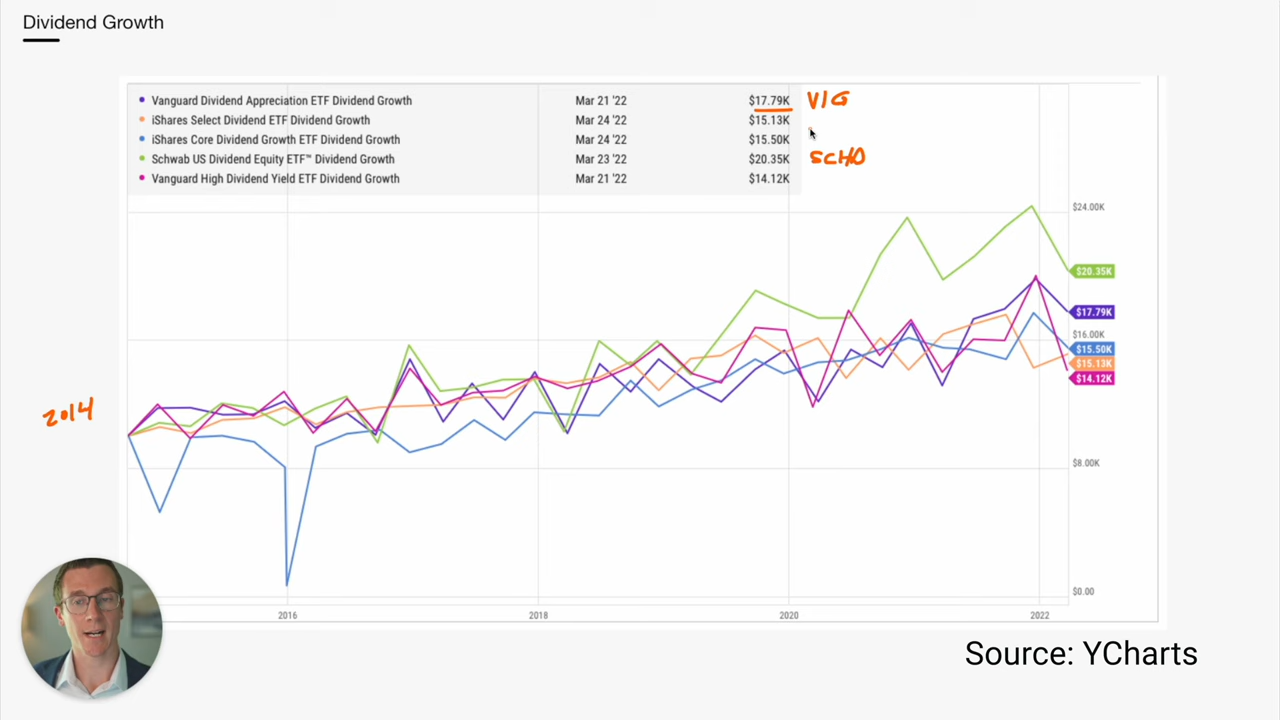 Dividend Growth
Vanguard Dividend Appreciation ETF Dividend Growth Mar 21 '22 $17.79K VIG
iShares Select Dividend ETF Dividend Growth Mar 24 '22 $15.13K
iShares Core Dividend Growth ETF Dividend Growth Mar 24 '22 $15.50K
Schwab US Dividend Equity ETF™ Dividend Growth Mar 23 '22 $20.35K SCHD
Vanguard High Dividend Yield ETF Dividend Growth Mar 21 '22 $14.12K
$24.00K
$20.35K
$17.79K
$16.00K
$15.50K
$15.13K
$14.12K
2014
$8.00K
$0.00
2016 2018 2020 2022
Source: YCharts